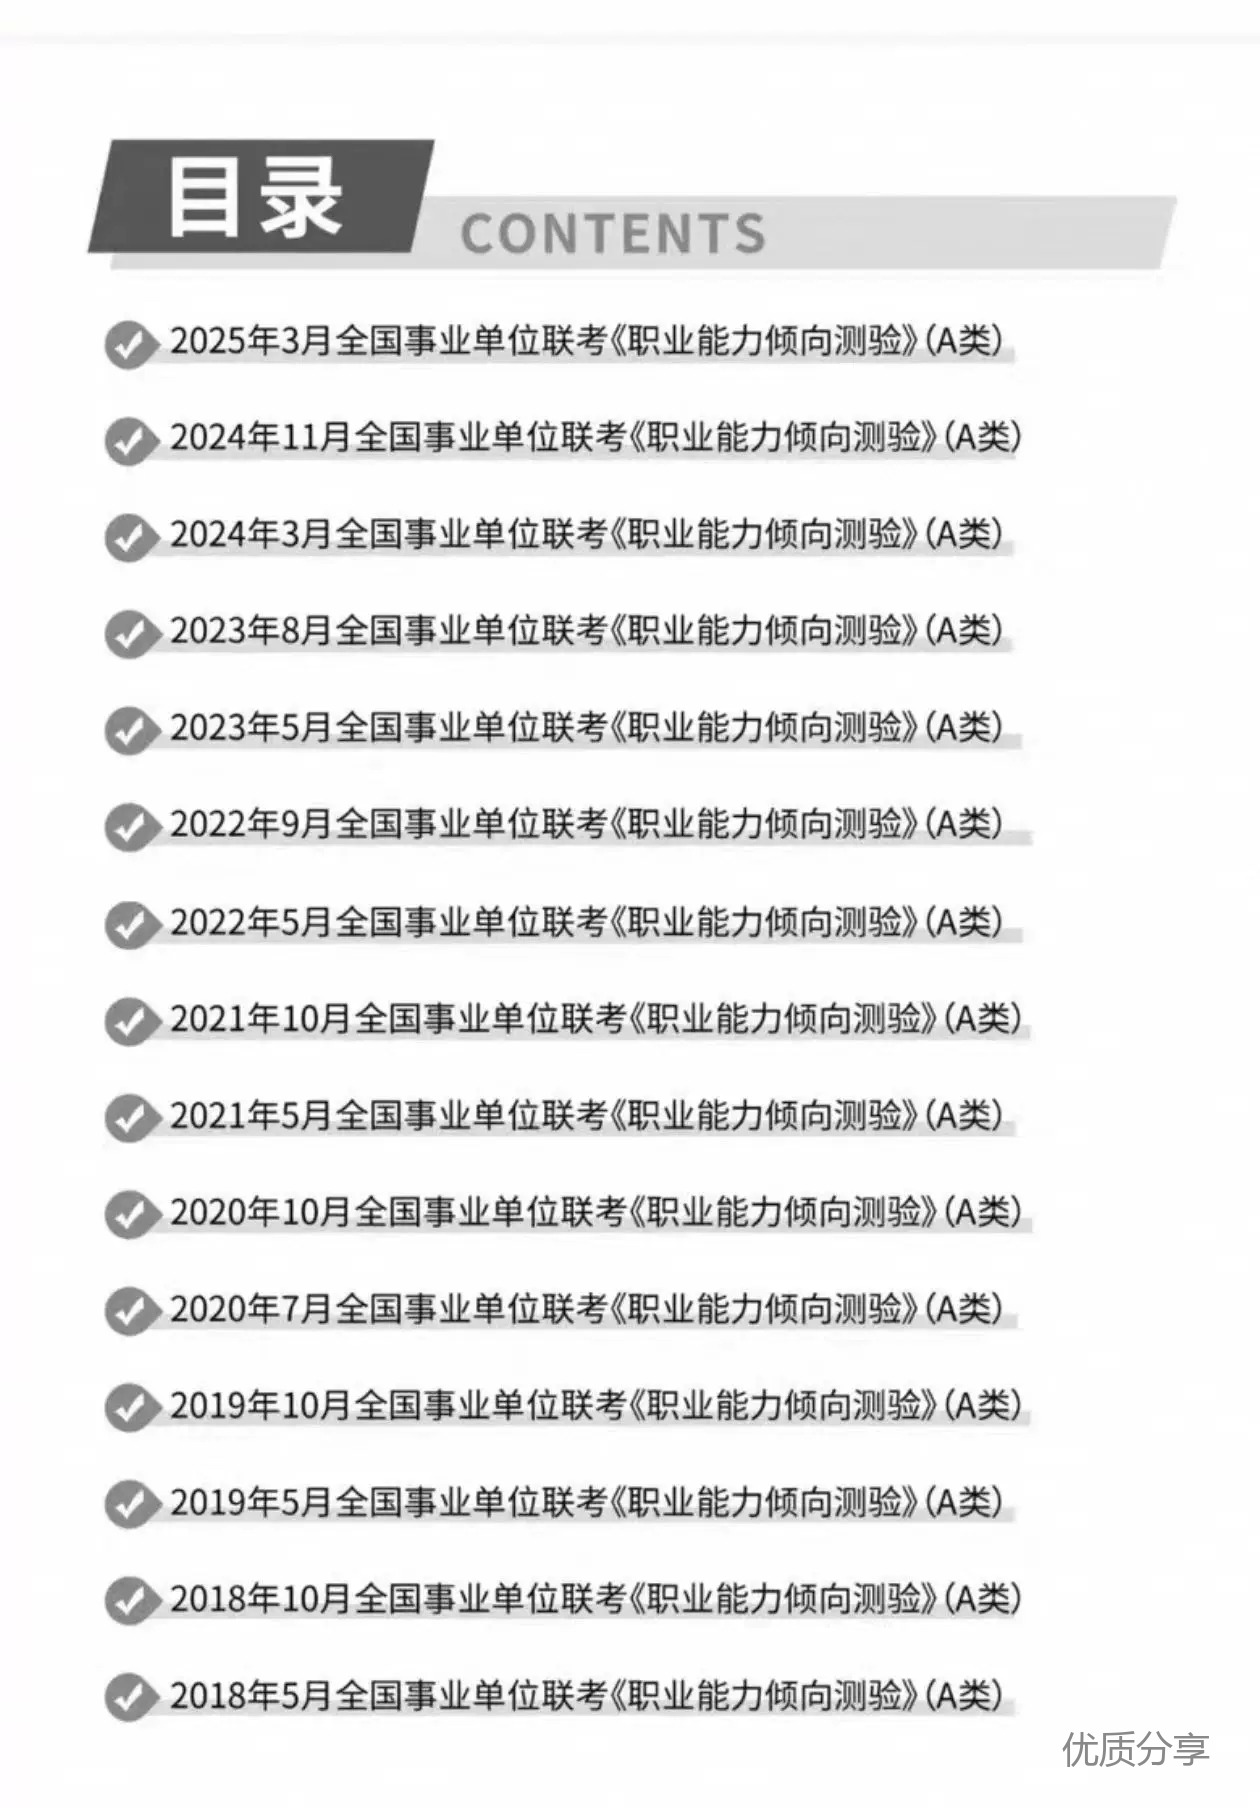 目录
CONTENTS
2025年3月全国事业单位联考《职业能力倾向测验》（A类）
2024年11月全国事业单位联考《职业能力倾向测验》（A类）
2024年3月全国事业单位联考《职业能力倾向测验》（A类）
2023年8月全国事业单位联考《职业能力倾向测验》（A类）
2023年5月全国事业单位联考《职业能力倾向测验》（A类）
2022年9月全国事业单位联考《职业能力倾向测验》（A类）
2022年5月全国事业单位联考《职业能力倾向测验》（A类）
2021年10月全国事业单位联考《职业能力倾向测验》（A类）
2021年5月全国事业单位联考《职业能力倾向测验》（A类）
2020年10月全国事业单位联考《职业能力倾向测验》（A类）
2020年7月全国事业单位联考《职业能力倾向测验》（A类）
2019年10月全国事业单位联考《职业能力倾向测验》（A类）
2019年5月全国事业单位联考《职业能力倾向测验》（A类）
2018年10月全国事业单位联考《职业能力倾向测验》（A类）
2018年5月全国事业单位联考《职业能力倾向测验》（A类）
优质分享